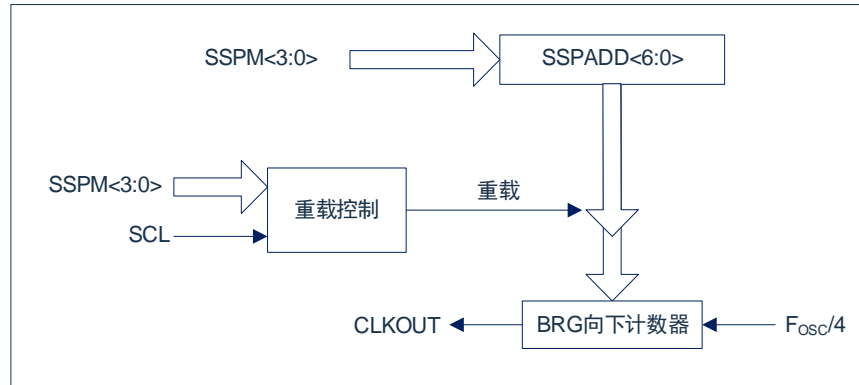 SSPM<3:0>
SSPADD<6:0>
SSPM<3:0>
重载控制
重载
SCL
CLKOUT
BRG向下计数器
FOSC/4